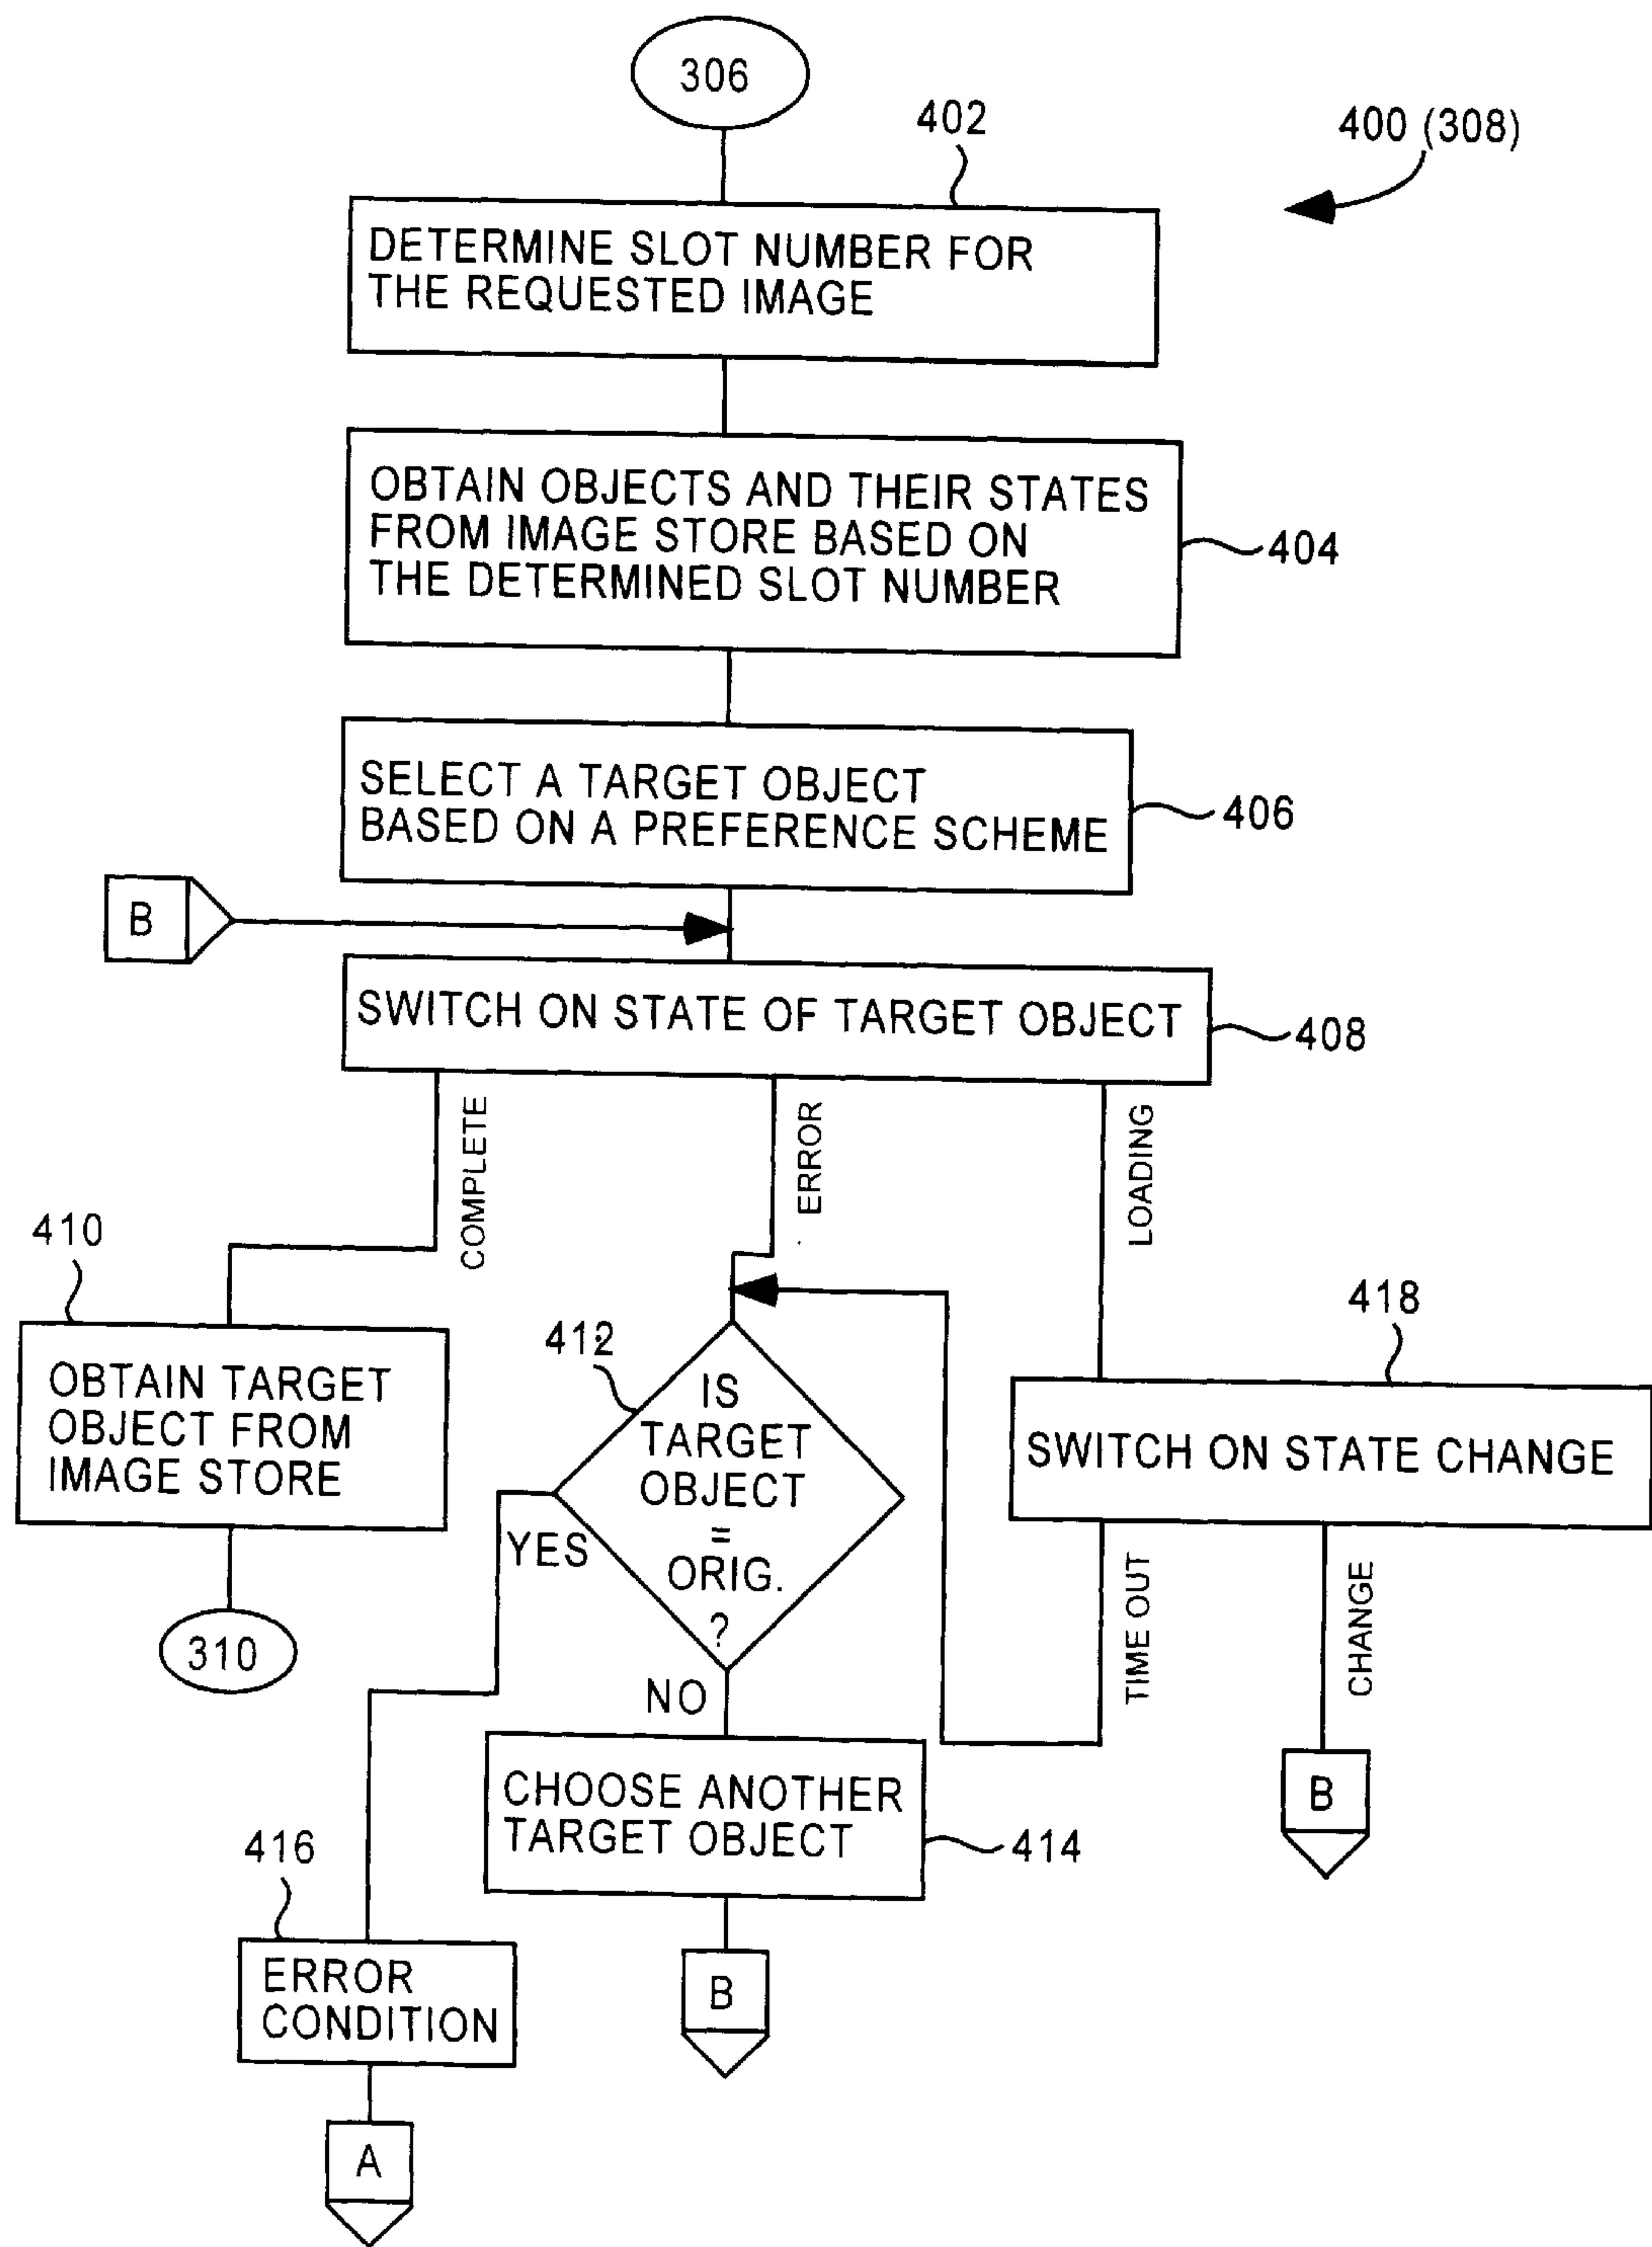 306
402
400 (308)
DETERMINE SLOT NUMBER FOR
THE REQUESTED IMAGE
OBTAIN OBJECTS AND THEIR STATES
FROM IMAGE STORE BASED ON
THE DETERMINED SLOT NUMBER
404
SELECT A TARGET OBJECT
BASED ON A PREFERENCE SCHEME
406
B
SWITCH ON STATE OF TARGET OBJECT
408
COMPLETE
ERROR
LOADING
410
OBTAIN TARGET
OBJECT FROM
IMAGE STORE
310
412
IS
TARGET
OBJECT
=
ORIG.
?
YES
NO
418
SWITCH ON STATE CHANGE
TIME OUT
CHANGE
B
CHOOSE ANOTHER
TARGET OBJECT
414
B
416
ERROR
CONDITION
A